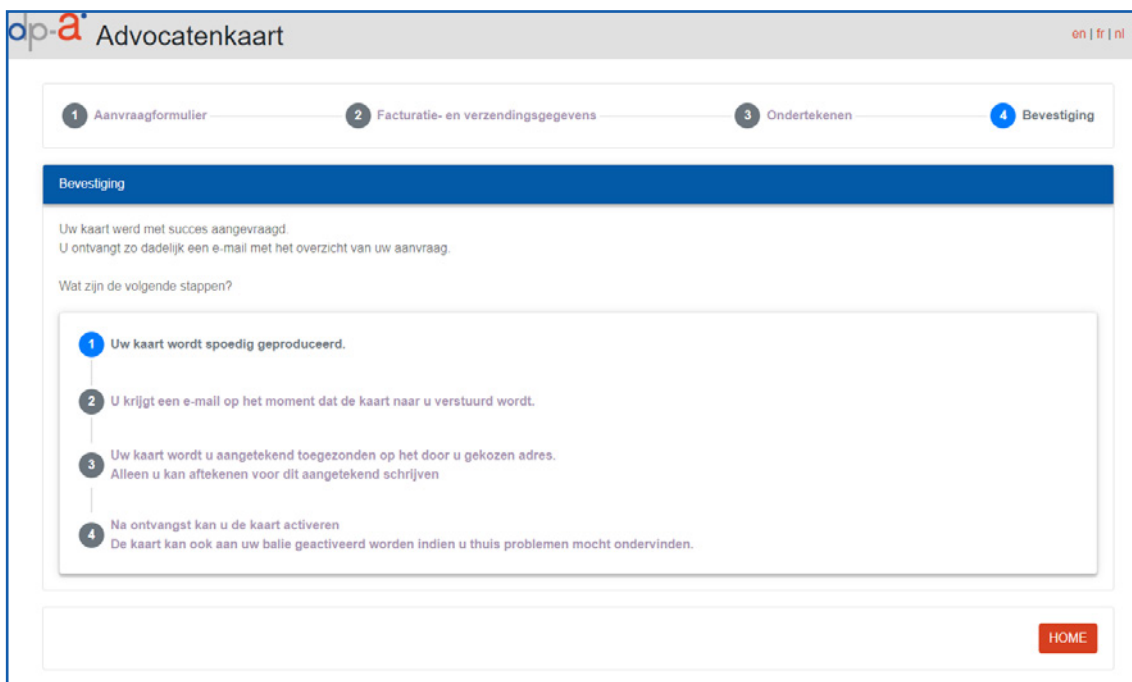 dp-a Advocatenkaart
en | fr | nl
1 Aanvraagformulier
2 Facturatie- en verzendingsgegevens
3 Ondertekenen
4 Bevestiging
Bevestiging
Uw kaart werd met succes aangevraagd.
U ontvangt zo dadelijk een e-mail met het overzicht van uw aanvraag.
Wat zijn de volgende stappen?
1 Uw kaart wordt spoedig geproduceerd.
2 U krijgt een e-mail op het moment dat de kaart naar u verstuurd wordt.
3 Uw kaart wordt u aangetekend toegezonden op het door u gekozen adres.
Alleen u kan aftekenen voor dit aangetekend schrijven
4 Na ontvangst kan u de kaart activeren
De kaart kan ook aan uw balie geactiveerd worden indien u thuis problemen mocht ondervinden.
HOME